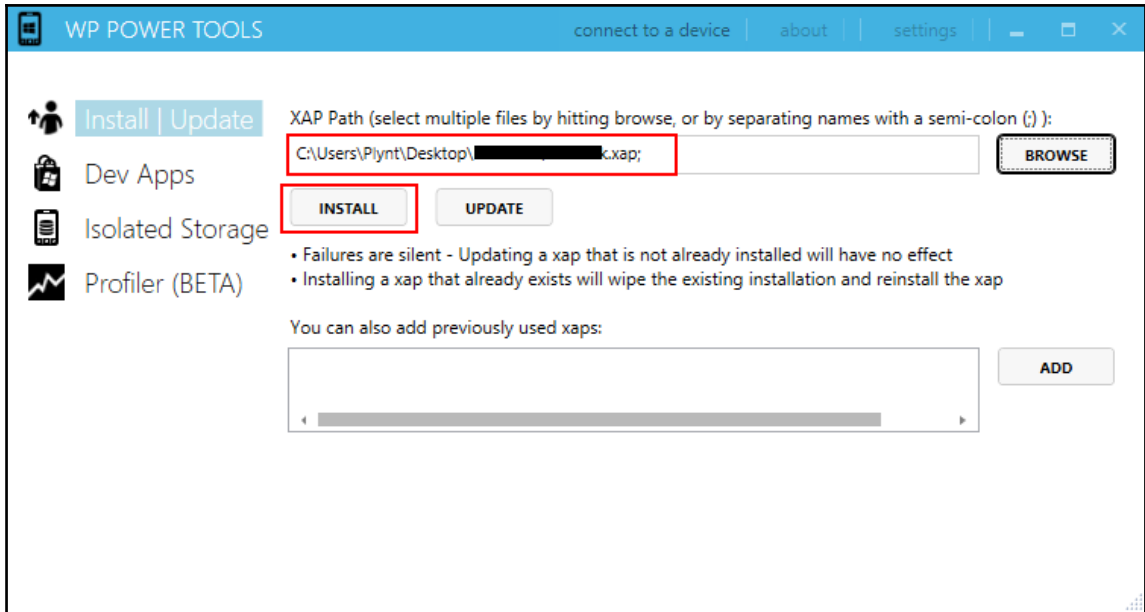 WP POWER TOOLS
connect to a device
about
settings
Install | Update
Dev Apps
Isolated Storage
Profiler (BETA)
XAP Path (select multiple files by hitting browse, or by separating names with a semi-colon (;) ):
C:\Users\Plynt\Desktop\ k.xap;
BROWSE
INSTALL
UPDATE
• Failures are silent - Updating a xap that is not already installed will have no effect
• Installing a xap that already exists will wipe the existing installation and reinstall the xap
You can also add previously used xaps:
ADD